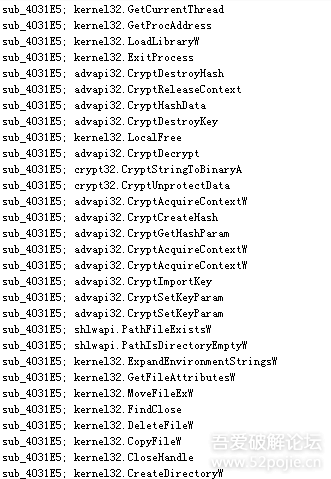 sub_4031E5; kernel32.GetCurrentThread
sub_4031E5; kernel32.GetProcAddress
sub_4031E5; kernel32.LoadLibraryW
sub_4031E5; kernel32.ExitProcess
sub_4031E5; advapi32.CryptDestroyHash
sub_4031E5; advapi32.CryptReleaseContext
sub_4031E5; advapi32.CryptHashData
sub_4031E5; advapi32.CryptDestroyKey
sub_4031E5; kernel32.LocalFree
sub_4031E5; advapi32.CryptDecrypt
sub_4031E5; crypt32.CryptStringToBinaryA
sub_4031E5; crypt32.CryptUnprotectData
sub_4031E5; advapi32.CryptAcquireContextW
sub_4031E5; advapi32.CryptCreateHash
sub_4031E5; advapi32.CryptGetHashParam
sub_4031E5; advapi32.CryptAcquireContextW
sub_4031E5; advapi32.CryptAcquireContextW
sub_4031E5; advapi32.CryptImportKey
sub_4031E5; advapi32.CryptSetKeyParam
sub_4031E5; advapi32.CryptSetKeyParam
sub_4031E5; shlwapi.PathFileExistsW
sub_4031E5; shlwapi.PathIsDirectoryEmptyW
sub_4031E5; kernel32.ExpandEnvironmentStringsW
sub_4031E5; kernel32.GetFileAttributesW
sub_4031E5; kernel32.MoveFileExW
sub_4031E5; kernel32.FindClose
sub_4031E5; kernel32.DeleteFileW
sub_4031E5; kernel32.CopyFileW
sub_4031E5; kernel32.CloseHandle
sub_4031E5; kernel32.CreateDirectoryW
吾爱破解论坛
www.52pojie.cn